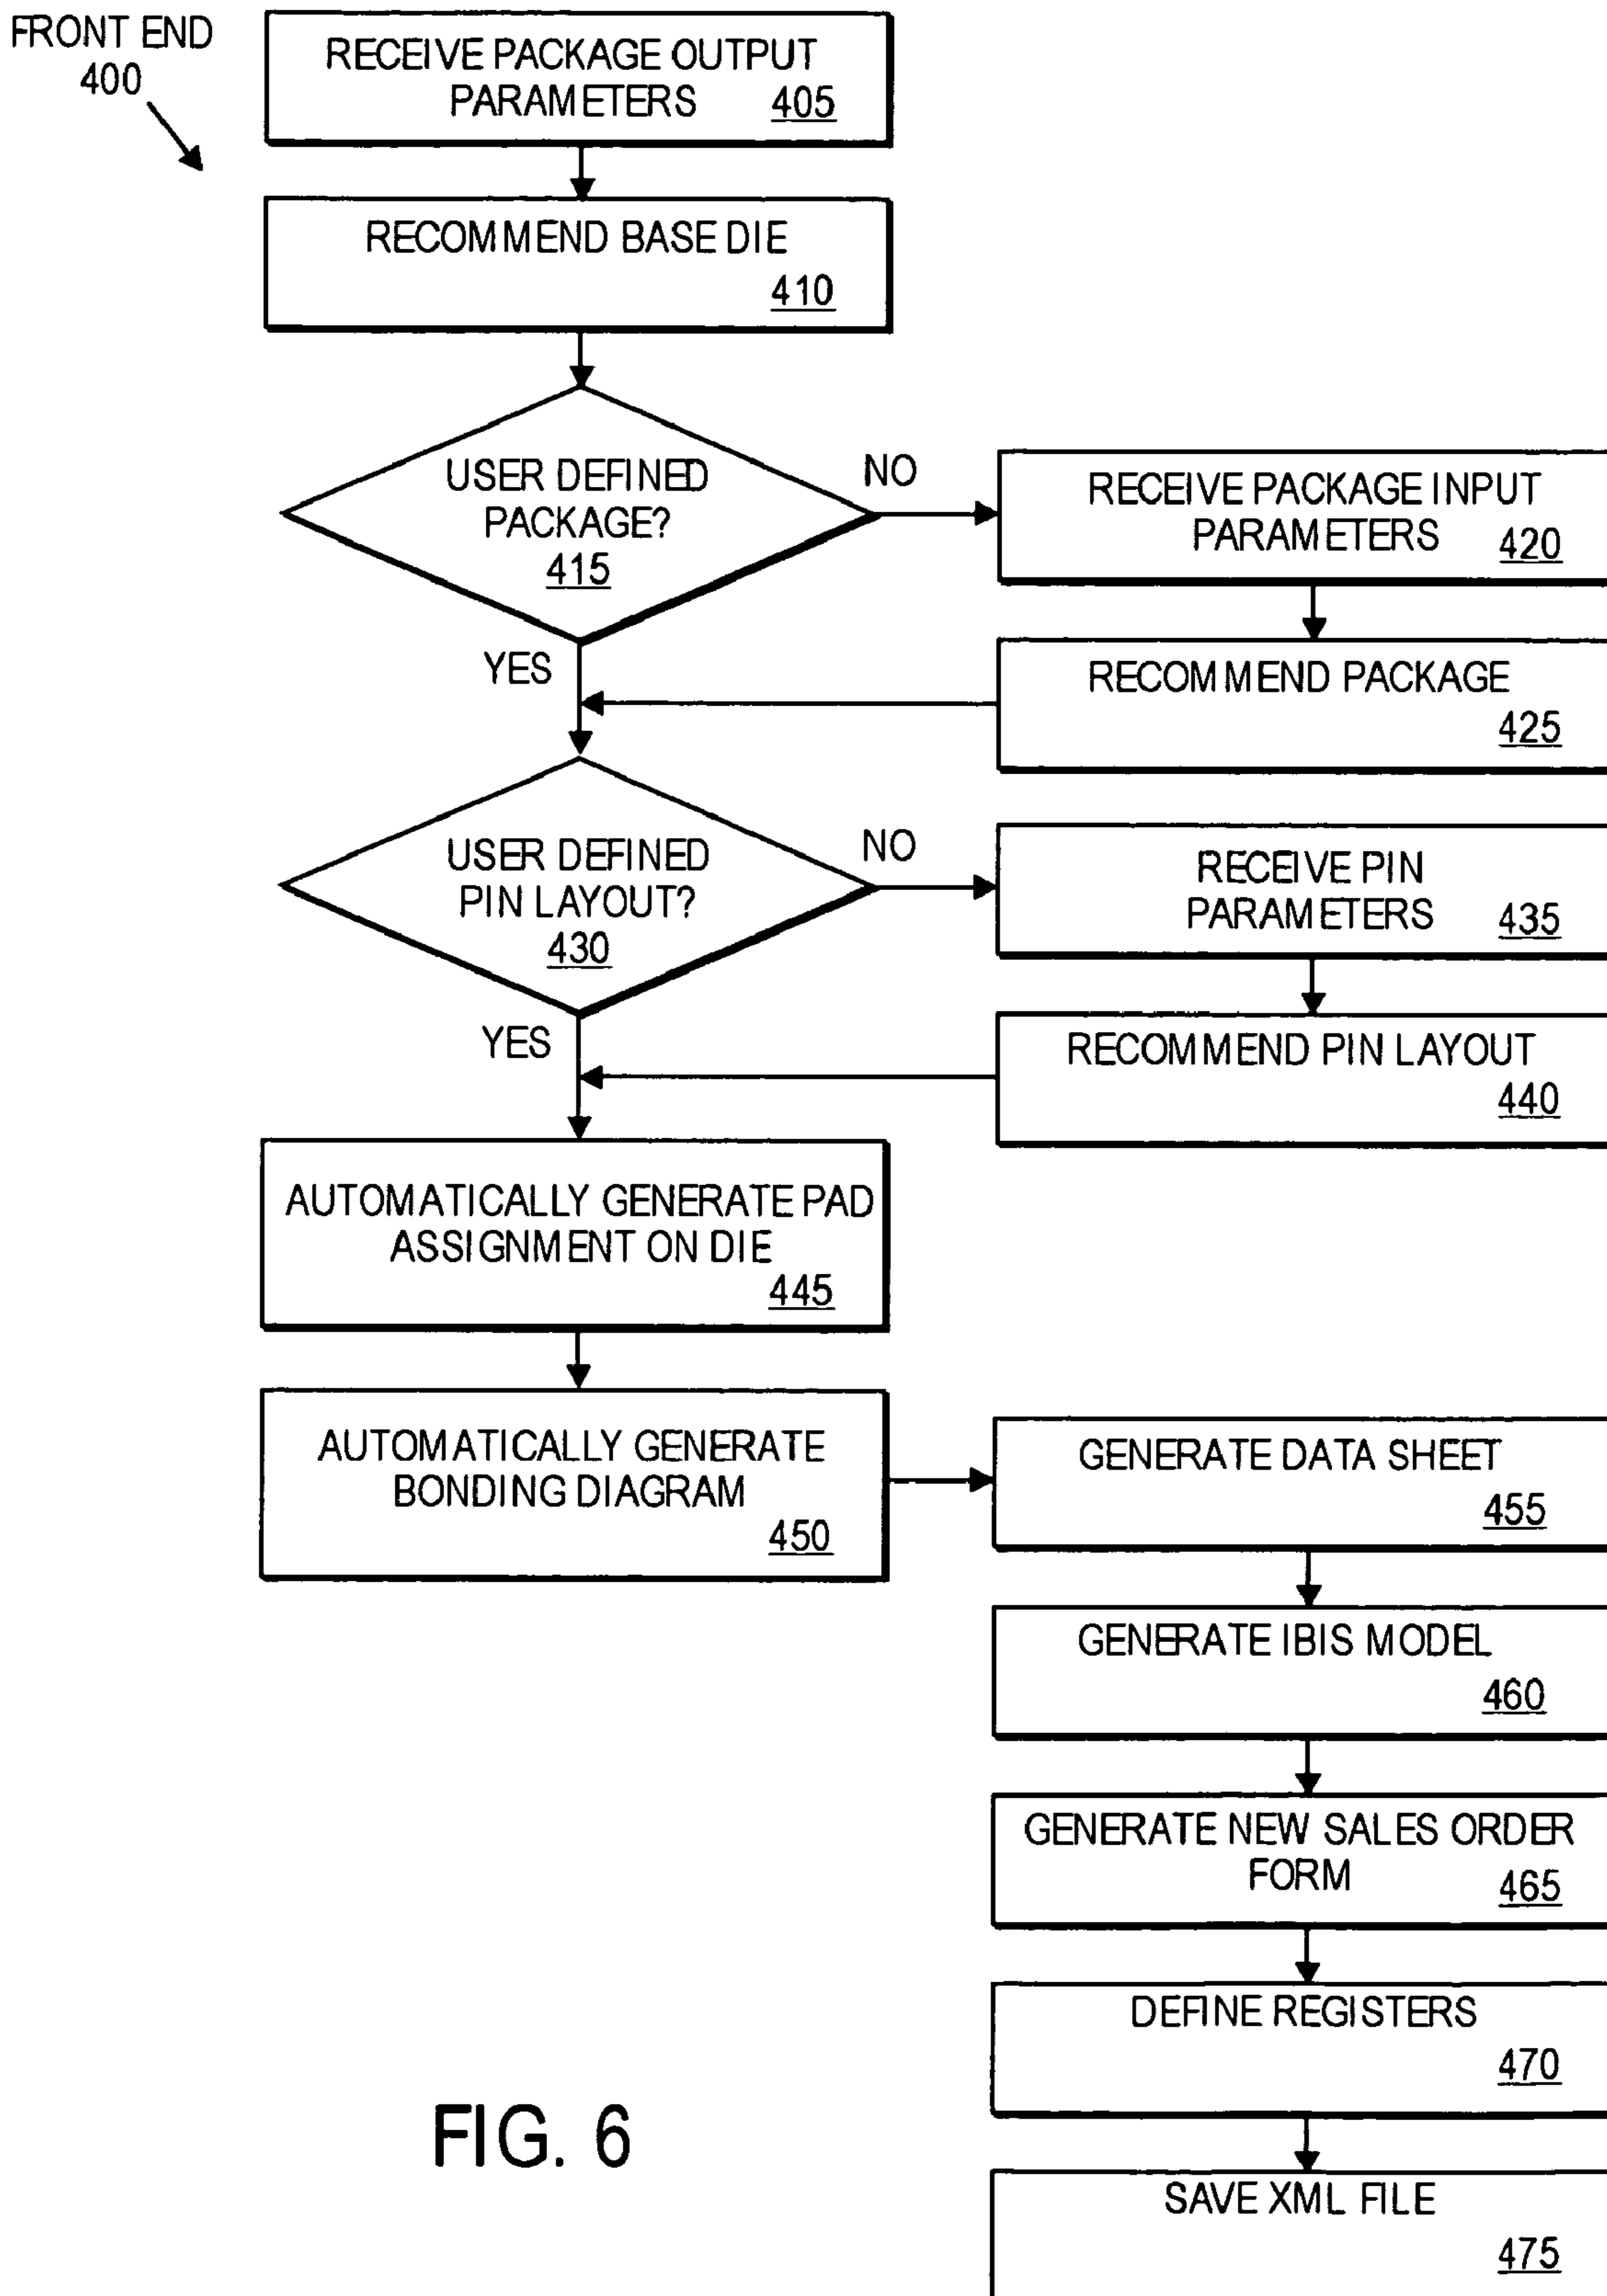 FRONT END
400
RECEIVE PACKAGE OUTPUT
PARAMETERS 405
RECOMMEND BASE DIE
410
USER DEFINED
PACKAGE?
415
NO
YES
RECEIVE PACKAGE INPUT
PARAMETERS 420
RECOMMEND PACKAGE
425
USER DEFINED
PIN LAYOUT?
430
NO
YES
RECEIVE PIN
PARAMETERS 435
RECOMMEND PIN LAYOUT
440
AUTOMATICALLY GENERATE PAD
ASSIGNMENT ON DIE
445
AUTOMATICALLY GENERATE
BONDING DIAGRAM
450
GENERATE DATA SHEET
455
GENERATE IBIS MODEL
460
GENERATE NEW SALES ORDER
FORM 465
DEFINE REGISTERS
470
SAVE XML FILE
475
FIG. 6